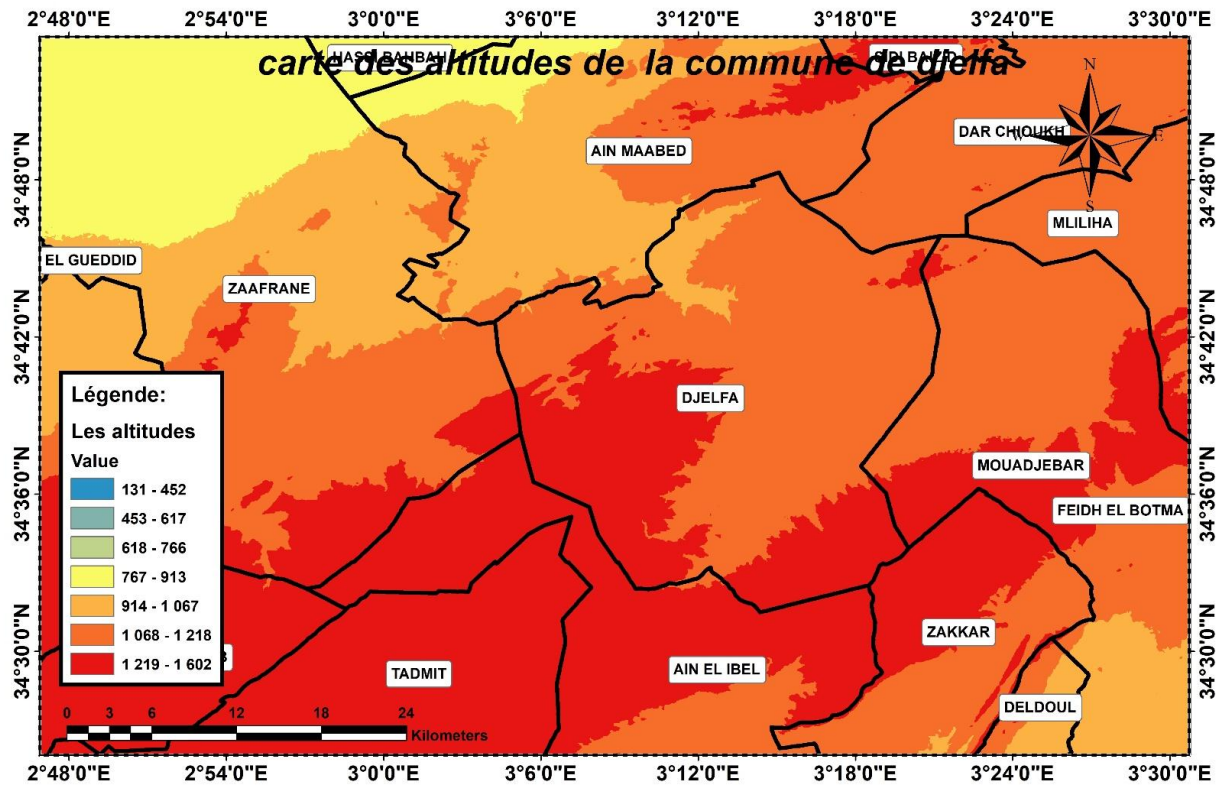 2°48'0"E 2°54'0"E 3°0'0"E 3°6'0"E 3°12'0"E 3°18'0"E 3°24'0"E 3°30'0"E
carte des altitudes de la commune de djelfa
HASSI BAHBAH
N
DAR CHIOUKH
W
E
AIN MAABED
34°48'0"N
34°48'0"N
S
MLILIHA
EL GUEDDID
ZAAFRANE
34°42'0"N
34°42'0"N
DJELFA
Légende:
Les altitudes
Value
131 - 452
453 - 617
618 - 766
767 - 913
914 - 1 067
1 068 - 1 218
1 219 - 1 602
MOUADJEBAR
34°36'0"N
34°36'0"N
FEIDH EL BOTMA
ZAKKAR
34°30'0"N
34°30'0"N
TADMIT
AIN EL IBEL
DELDOUL
0 3 6 12 18 24
Kilometers
2°48'0"E 2°54'0"E 3°0'0"E 3°6'0"E 3°12'0"E 3°18'0"E 3°24'0"E 3°30'0"E